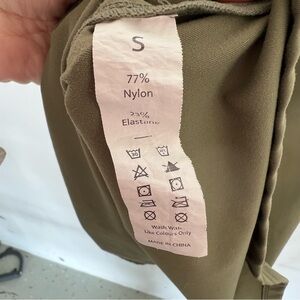 S
77%
Nylon
23%
Elastane
Wash With
Like Colours Only
MADE IN CHINA